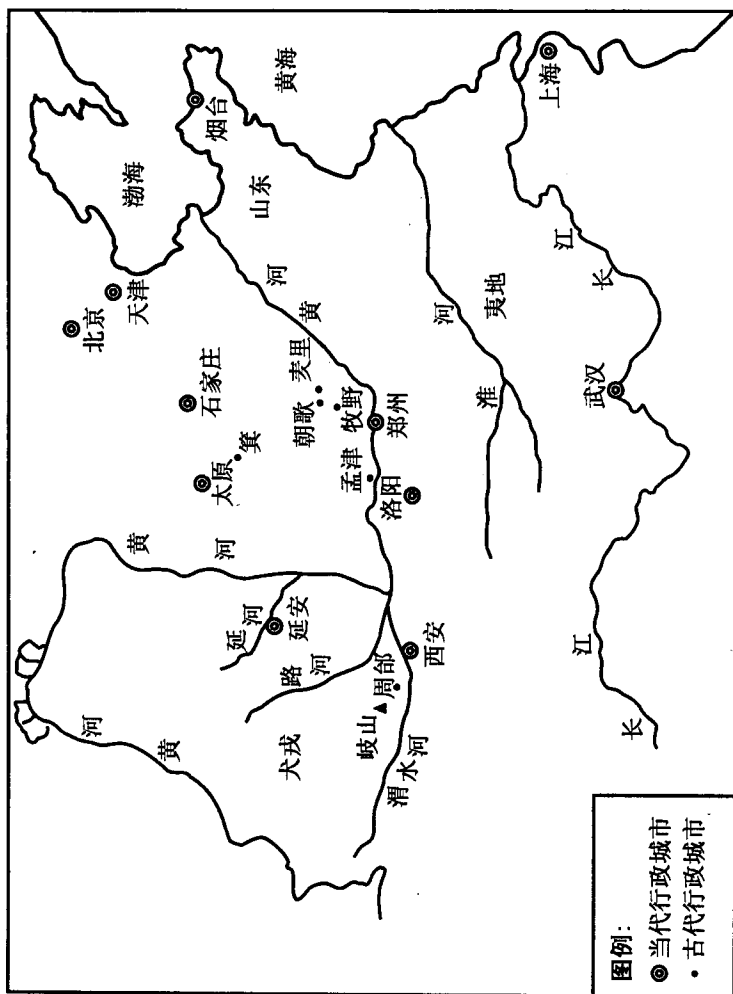 北京
天津
渤海
烟台
黄海
山东
石家庄
太原
箕
黄河
黄河
延河
延安
路河
犬戎
麦里
朝歌
牧野
郑州
孟津
洛阳
黄河
岐山
周邰
渭水河
西安
淮河
夷地
上海
长江
武汉
长江
图例:
当代行政城市
古代行政城市